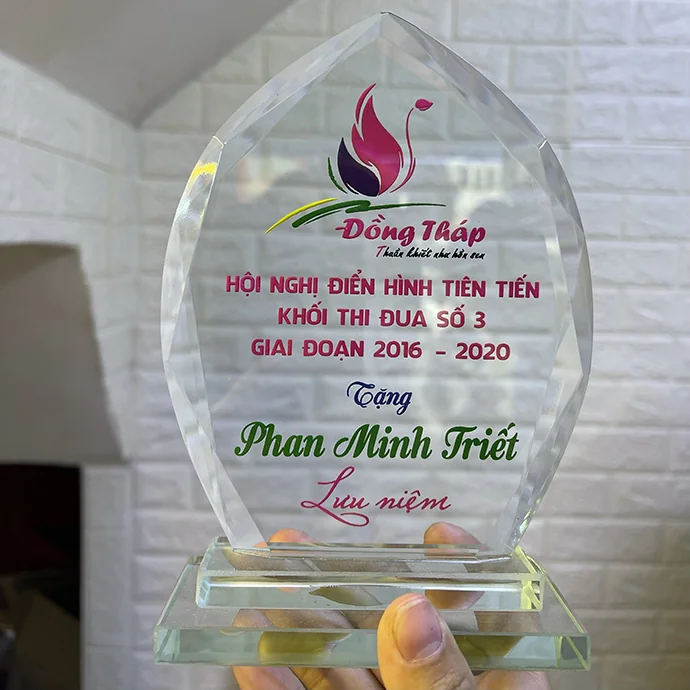 Đồng Tháp
Thuần khiết như hồn sen
HỘI NGHỊ ĐIỂN HÌNH TIÊN TIẾN
KHỐI THI ĐUA SỐ 3
GIAI ĐOẠN 2016 - 2020
Tặng
Phan Minh Triết
Lưu niệm